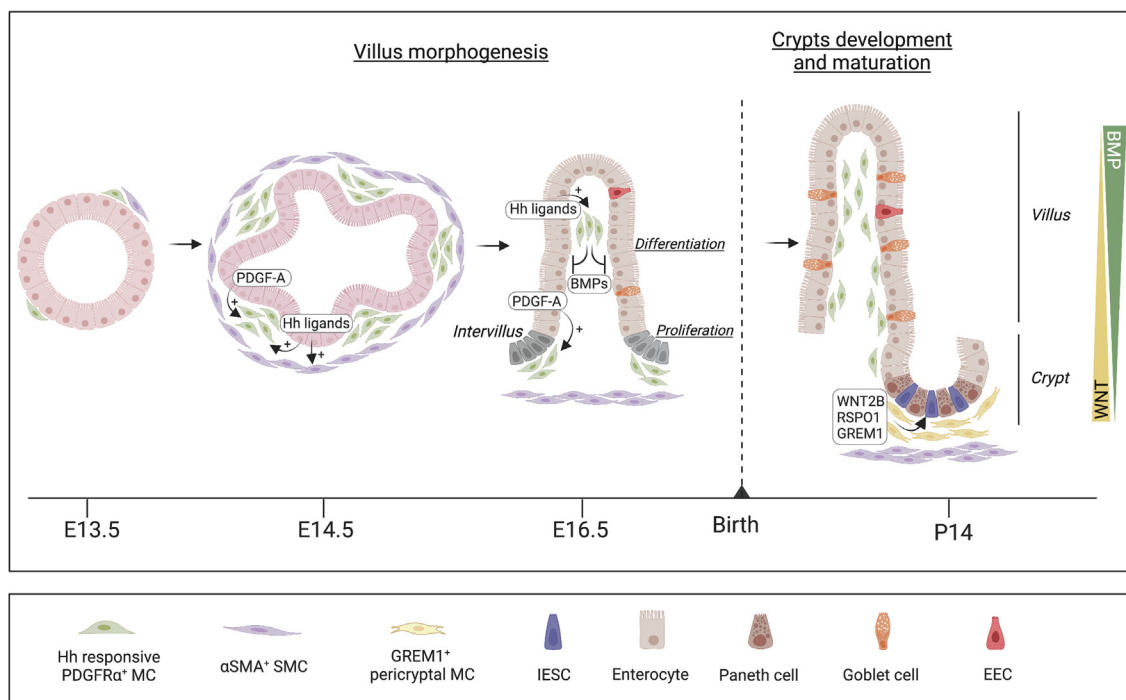 Villus morphogenesis
Crypts development
and maturation
PDGF-A
+
Hh ligands
+
+
Hh ligands
+
Differentiation
BMPs
PDGF-A
+
Intervillus
Proliferation
Villus
Crypt
WNT2B
RSPO1
GREM1
BMP
WNT
E13.5
E14.5
E16.5
Birth
P14
Hh responsive
PDGFRα⁺ MC
αSMA⁺ SMC
GREM1⁺
pericryptal MC
IESC
Enterocyte
Paneth cell
Goblet cell
EEC